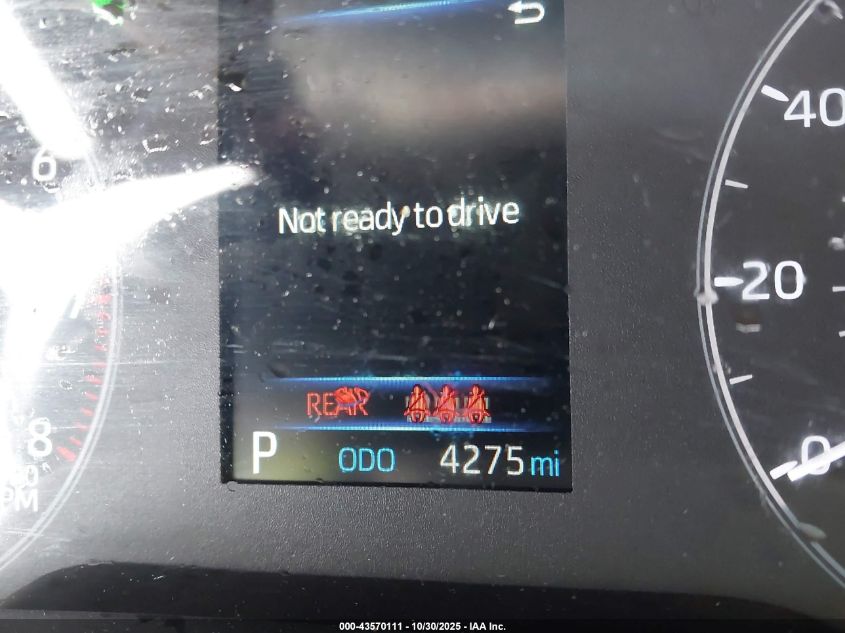 6
Not ready to drive
REAR
P ODO 4275 mi
8
40
20
0
000-43570111 - 10/30/2025 - IAA Inc.